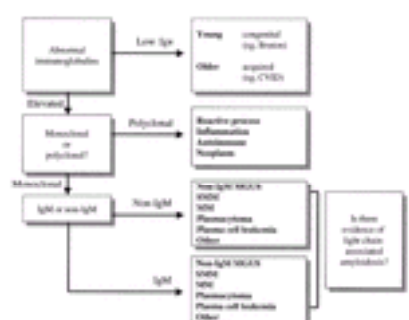 Abnormal
immunoglobulins
Low Igs
Young congenital
(eg, Bruton)
Older acquired
(eg, CVID)
Elevated
Monoclonal
or
polyclonal?
Polyclonal
Reactive process
Inflammation
Autoimmune
Neoplasm
Monoclonal
IgM or non-IgM
Non-IgM
Non-IgM MGUS
SMM
MM
Plasmacytoma
Plasma cell leukemia
Other
Is there
evidence of
light chain
associated
amyloidosis?
IgM
Non-IgM MGUS
SMM
MM
Plasmacytoma
Plasma cell leukemia
Other